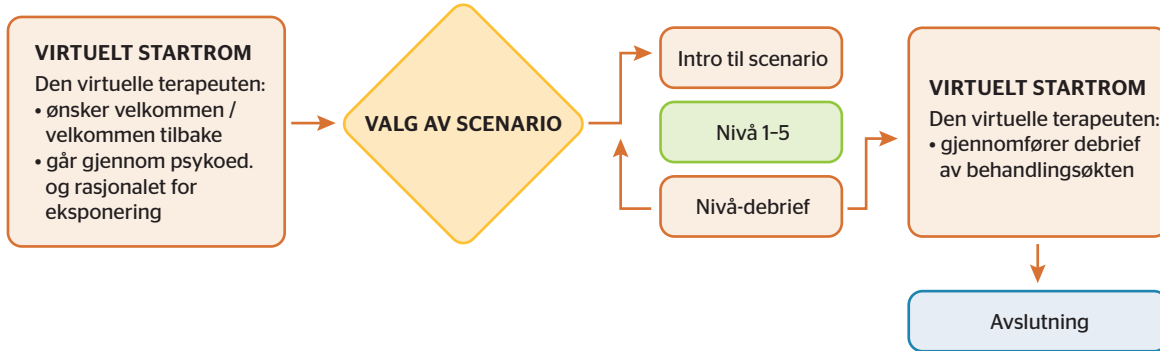 VIRTUELT STARTROM
Den virtuelle terapeuten:
• ønsker velkommen /
velkommen tilbake
• går gjennom psykoed.
og rasjonalet for
eksponering
VALG AV SCENARIO
Intro til scenario
Nivå 1–5
Nivå-debrief
VIRTUELT STARTROM
Den virtuelle terapeuten:
• gjennomfører debrief
av behandlingsøkten
Avslutning